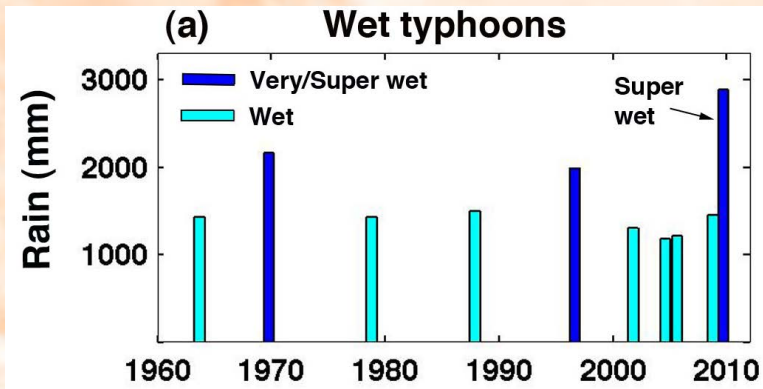 (a) Wet typhoons
Rain (mm)
3000
2000
1000
Very/Super wet
Wet
Super
wet
1960 1970 1980 1990 2000 2010